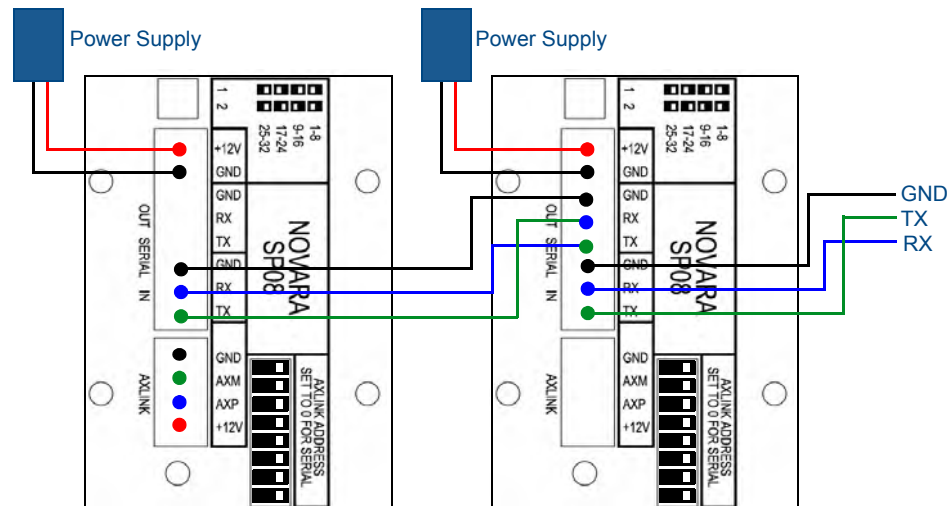 Power Supply
1
2
1-8
9-16
17-24
25-32
+12V
GND
GND
RX
TX
GND
RX
TX
OUT SERIAL IN
NOVARA
SP08
GND
AXM
AXP
+12V
AXLINK
AXLINK ADDRESS
SET TO 0 FOR SERIAL
Power Supply
1
2
1-8
9-16
17-24
25-32
+12V
GND
GND
RX
TX
GND
RX
TX
OUT SERIAL IN
NOVARA
SP08
GND
AXM
AXP
+12V
AXLINK
AXLINK ADDRESS
SET TO 0 FOR SERIAL
GND
TX
RX